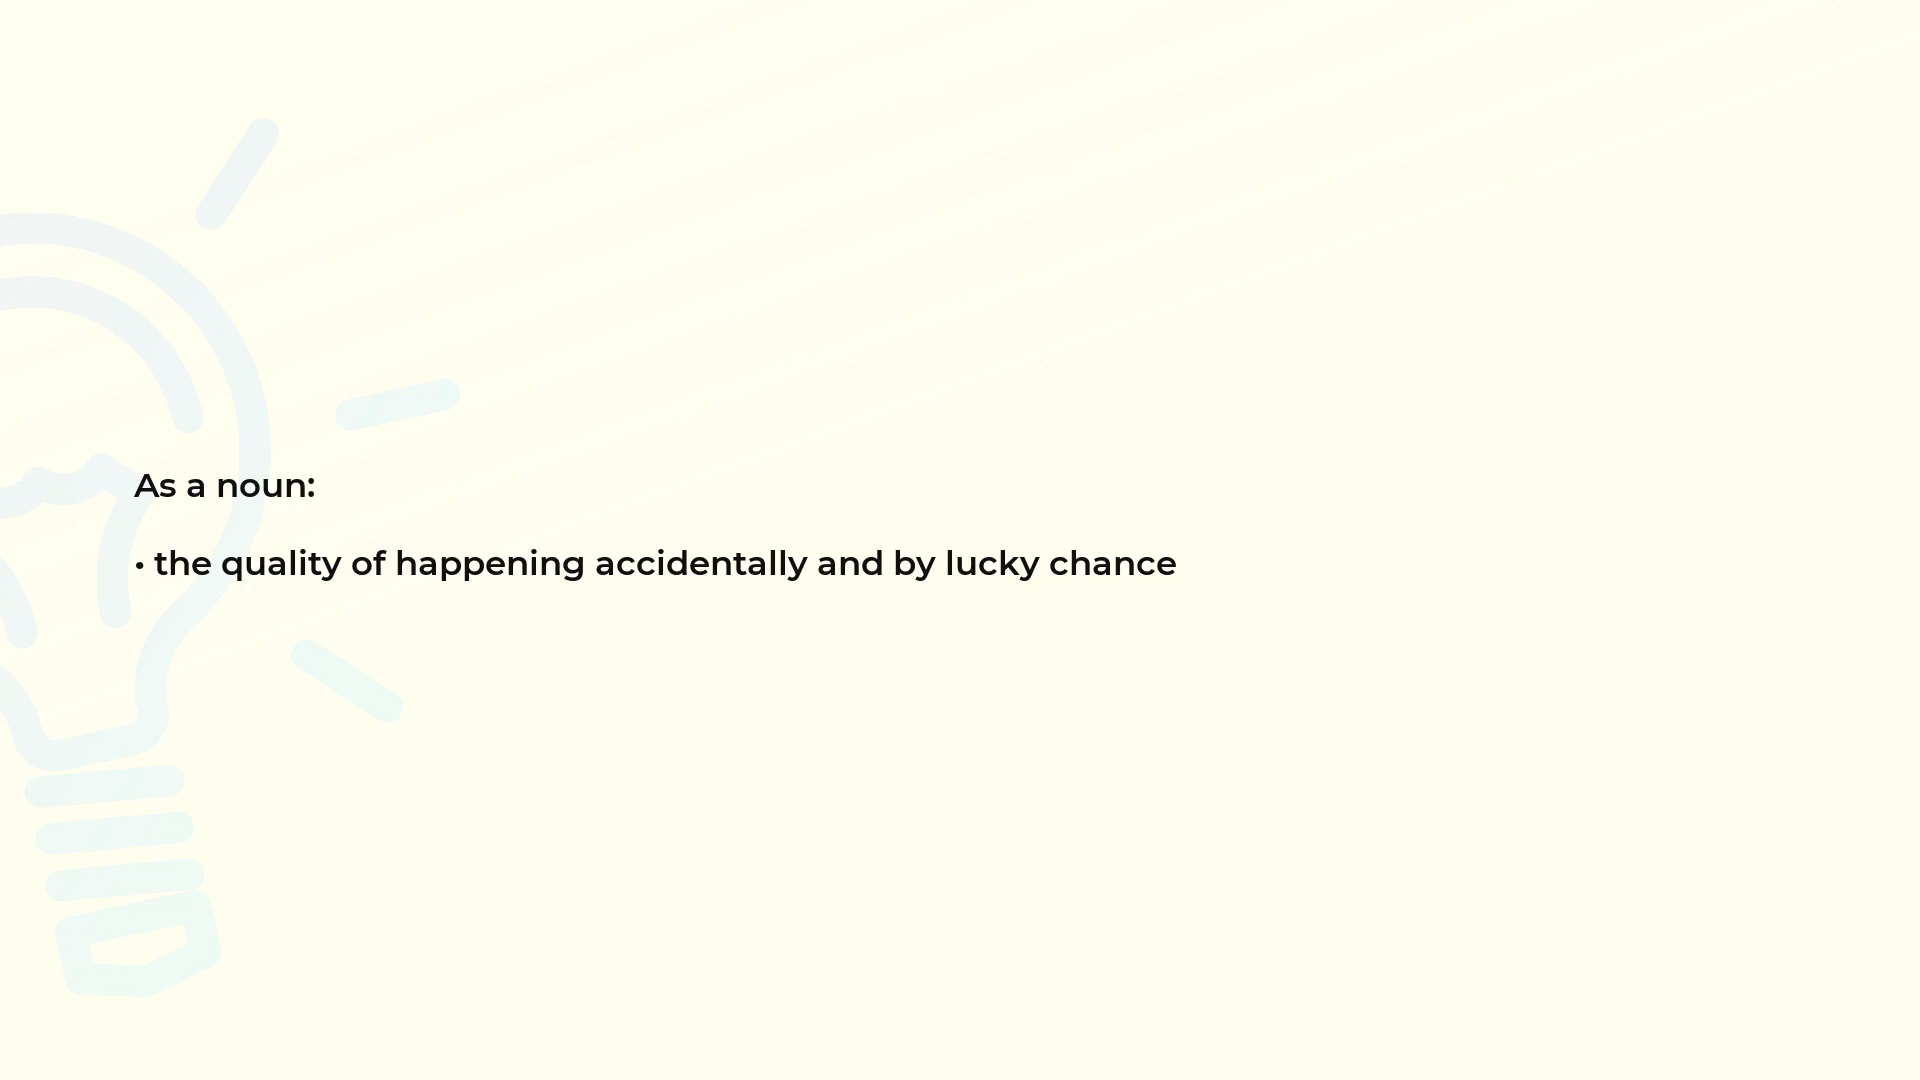 As a noun:
• the quality of happening accidentally and by lucky chance